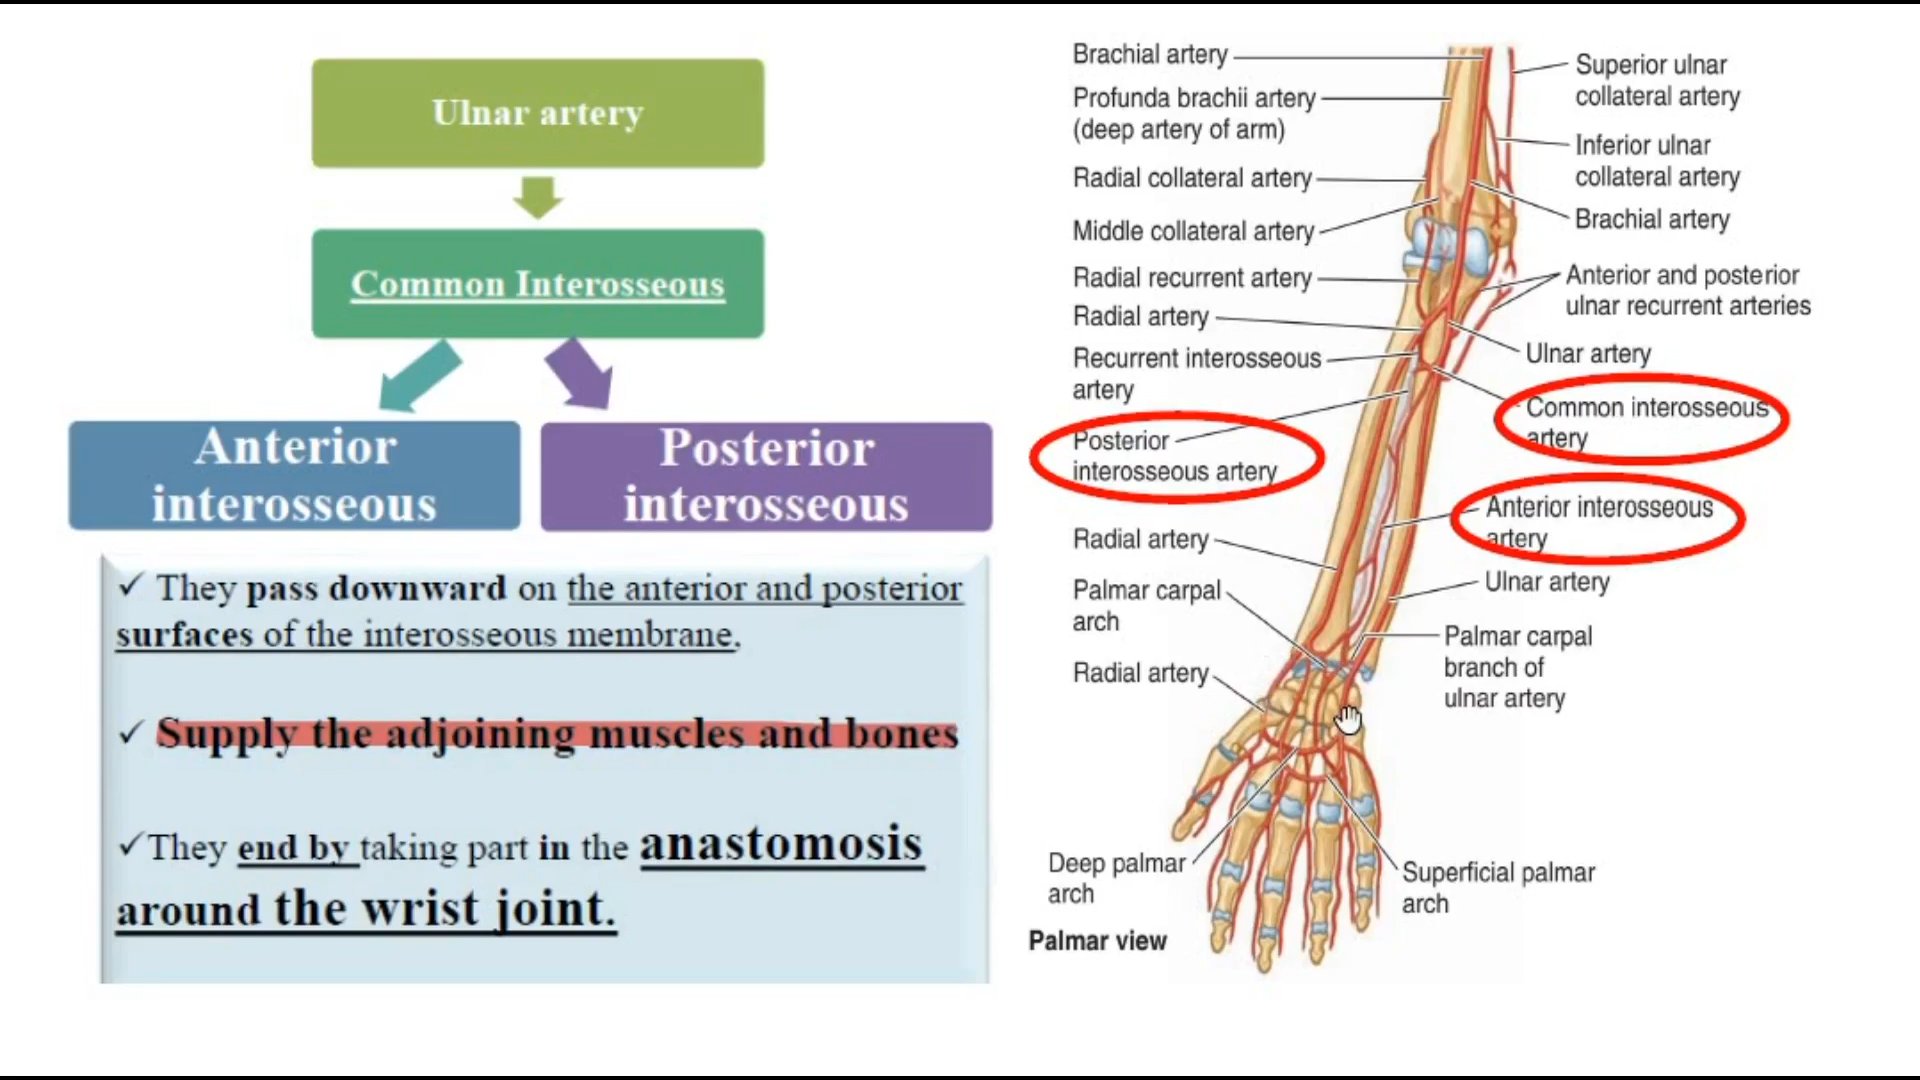 Ulnar artery
Common Interosseous
Anterior
interosseous
Posterior
interosseous
✓ They pass downward on the anterior and posterior
surfaces of the interosseous membrane,
✓ Supply the adjoining muscles and bones
✓They end by taking part in the anastomosis
around the wrist joint.
Brachial artery
Profunda brachii artery
(deep artery of arm)
Radial collateral artery
Middle collateral artery
Radial recurrent artery
Radial artery
Recurrent interosseous
artery
Posterior
interosseous artery
Radial artery
Palmar carpal
arch
Radial artery
Deep palmar
arch
Palmar view
Superior ulnar
collateral artery
Inferior ulnar
collateral artery
Brachial artery
Anterior and posterior
ulnar recurrent arteries
Ulnar artery
Common interosseous
artery
Anterior interosseous
artery
Ulnar artery
Palmar carpal
branch of
ulnar artery
Superficial palmar
arch